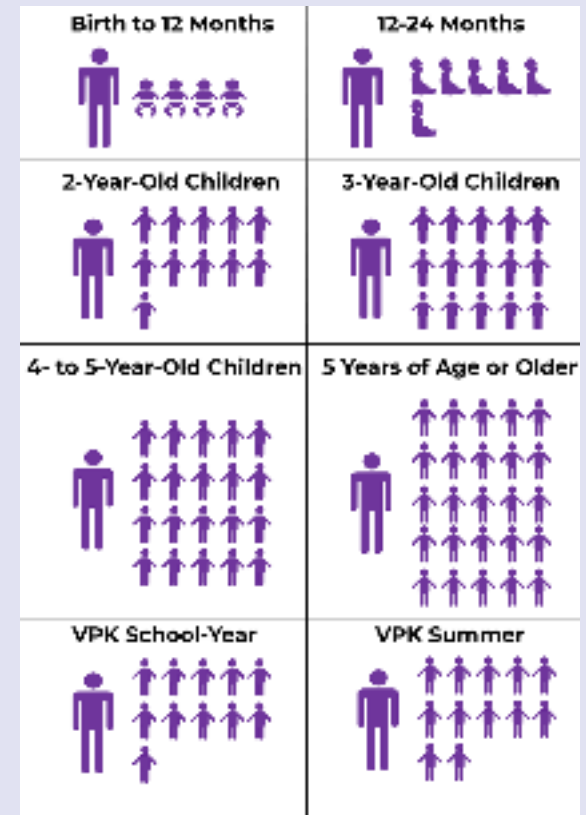 Birth to 12 Months
12-24 Months
2-Year-Old Children
3-Year-Old Children
4- to 5-Year-Old Children
5 Years of Age or Older
VPK School-Year
VPK Summer